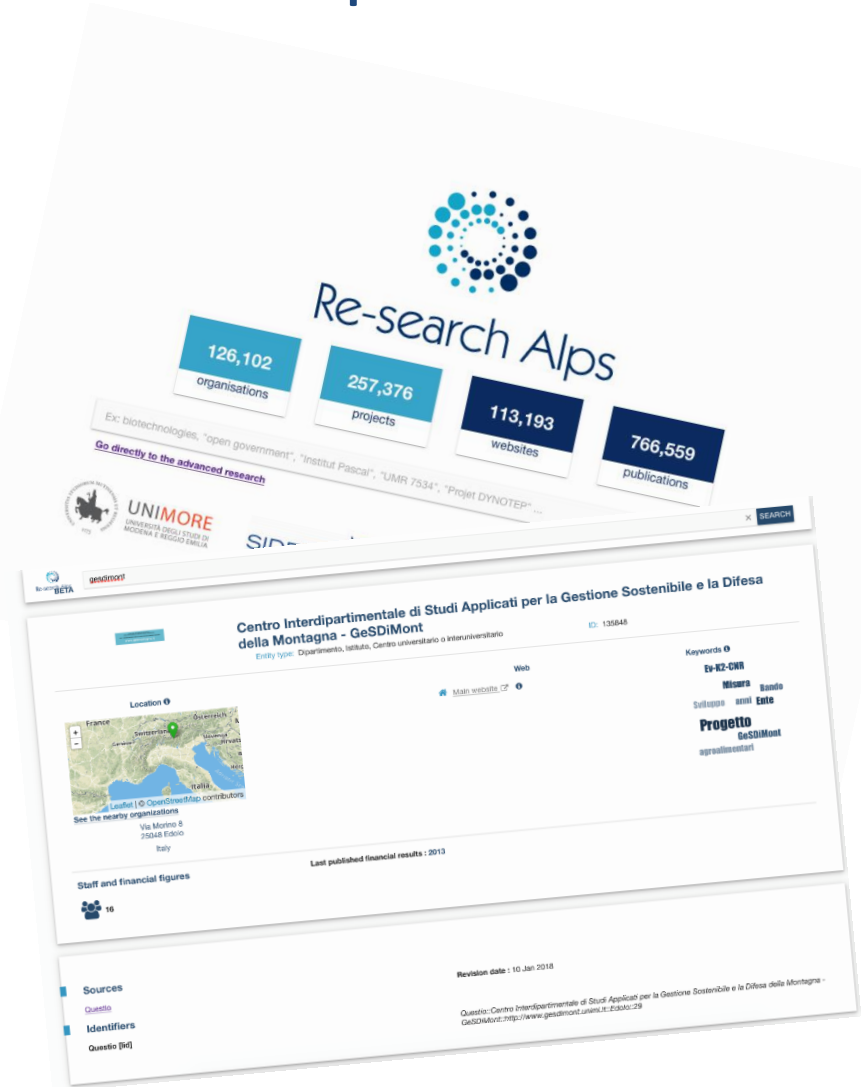 Re-search Alps
126,102
organisations
257,376
projects
113,193
websites
766,559
publications
Ex: biotechnologies, "open government", "Institut Pascal", "UMR 7534", "Projet DYNOTEP" ...
Go directly to the advanced research
UNIMORE
UNIVERSITÀ DEGLI STUDI DI
MODENA E REGGIO EMILIA
Re-search Alps
BETA
gesdimont
× SEARCH
Centro Interdipartimentale di Studi Applicati per la Gestione Sostenibile e la Difesa
della Montagna - GeSDiMont
Entity type: Dipartimento, Istituto, Centro universitario o Interuniversitario
ID: 135848
Location
France
Österreich
Switzerland
Slovenija
Italia
+
−
Leaflet | © OpenStreetMap contributors
See the nearby organizations
Via Morino 8
25048 Edolo
Italy
Web
Main website
Keywords
Ev-K2-CNR
Misura Bando
Sviluppo anni Ente
Progetto
GeSDiMont
agroalimentari
Staff and financial figures
16
Last published financial results : 2013
Sources
Questio
Identifiers
Questio [lid]
Revision date : 10 Jan 2018
Questio::Centro Interdipartimentale di Studi Applicati per la Gestione Sostenibile e la Difesa della Montagna -
GeSDiMont::http://www.gesdimont.unimi.it::Edolo::29